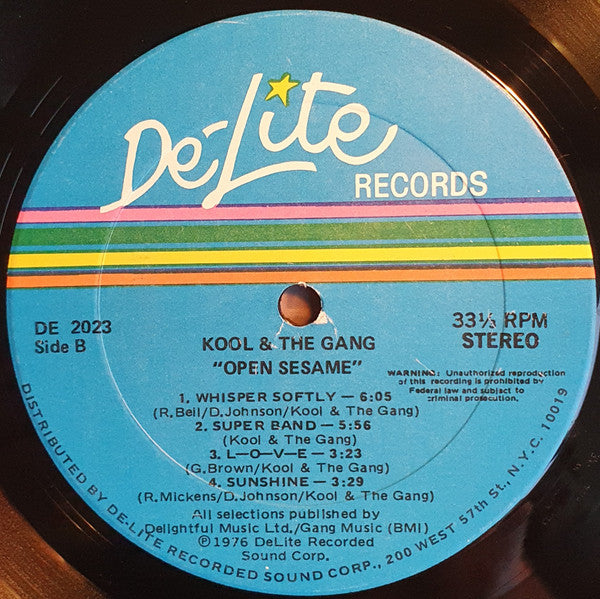 De-Lite
RECORDS
DE 2023
Side B
33⅓ RPM
STEREO
KOOL & THE GANG
"OPEN SESAME"
WARNING: Unauthorized reproduction
of this recording is prohibited by
Federal law and subject to
criminal prosecution.
1. WHISPER SOFTLY — 6:05
(R. Bell/D. Johnson/Kool & The Gang)
2. SUPER BAND — 5:56
(Kool & The Gang)
3. L—O—V—E — 3:23
(G. Brown/Kool & The Gang)
4. SUNSHINE — 3:29
(R. Mickens/D. Johnson/Kool & The Gang)
All selections published by
Delightful Music Ltd./Gang Music (BMI)
℗1976 DeLite Recorded
Sound Corp.
DISTRIBUTED BY DE-LITE RECORDED SOUND CORP., 200 WEST 57th St., N.Y.C. 10019